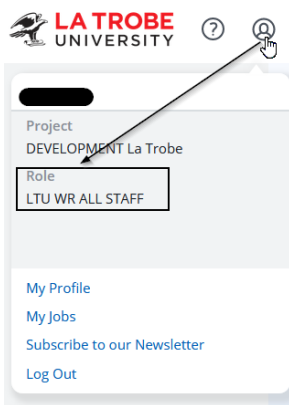 LA TROBE
UNIVERSITY
?
Project
DEVELOPMENT La Trobe
Role
LTU WR ALL STAFF
My Profile
My Jobs
Subscribe to our Newsletter
Log Out